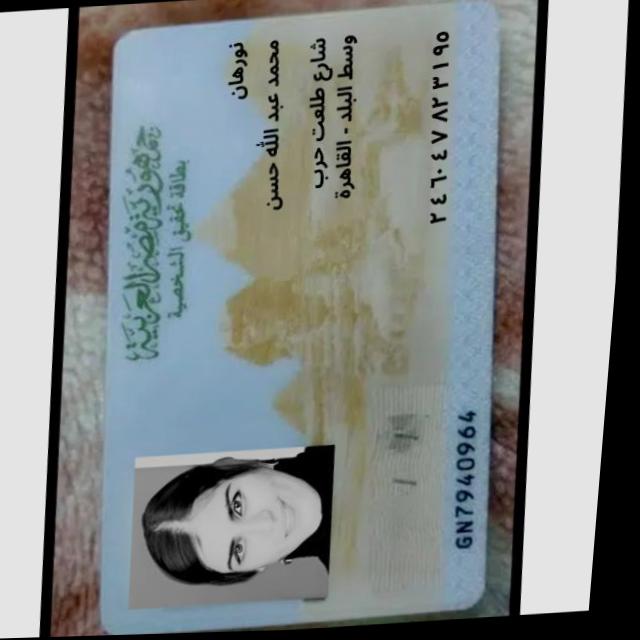 جمهورية مصر العربية
بطاقة تحقيق الشخصية
نورهان
محمد عبد الله حسن
شارع طلعت حرب
وسط البلد - القاهرة
٢٤٦٠٤٧٨٢٣١٩٥
GN7940964